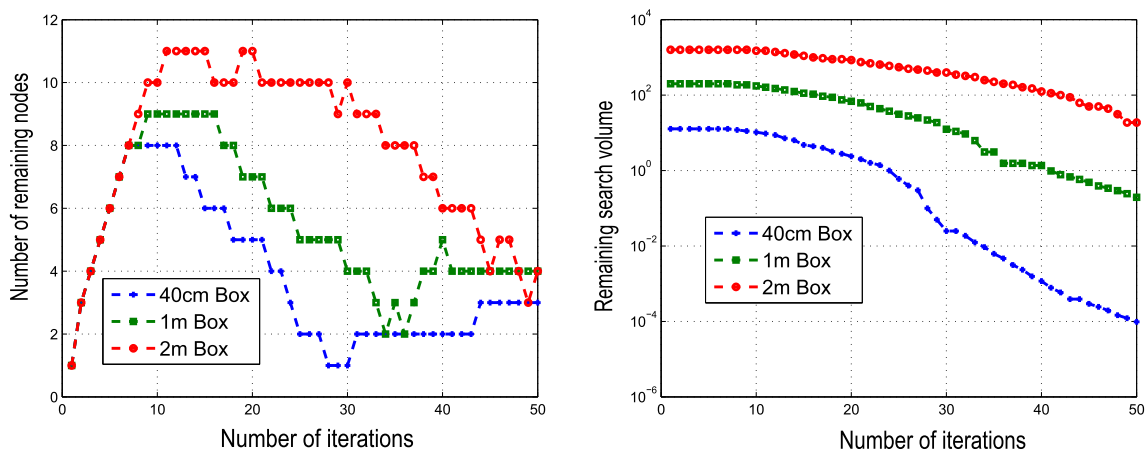 12
10
8
6
4
2
0
Number of remaining nodes
40cm Box
1m Box
2m Box
0 10 20 30 40 50
Number of iterations
10^4
10^2
10^0
10^-2
10^-4
10^-6
Remaining search volume
40cm Box
1m Box
2m Box
0 10 20 30 40 50
Number of iterations